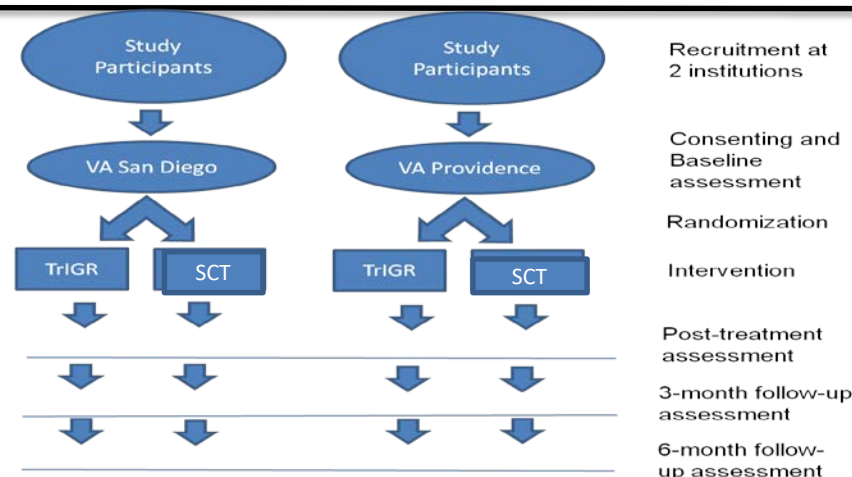 Study
Participants
Study
Participants
Recruitment at
2 institutions
VA San Diego
VA Providence
Consenting and
Baseline
assessment
Randomization
TrIGR
SCT
TrIGR
SCT
Intervention
Post-treatment
assessment
3-month follow-up
assessment
6-month follow-
up assessment